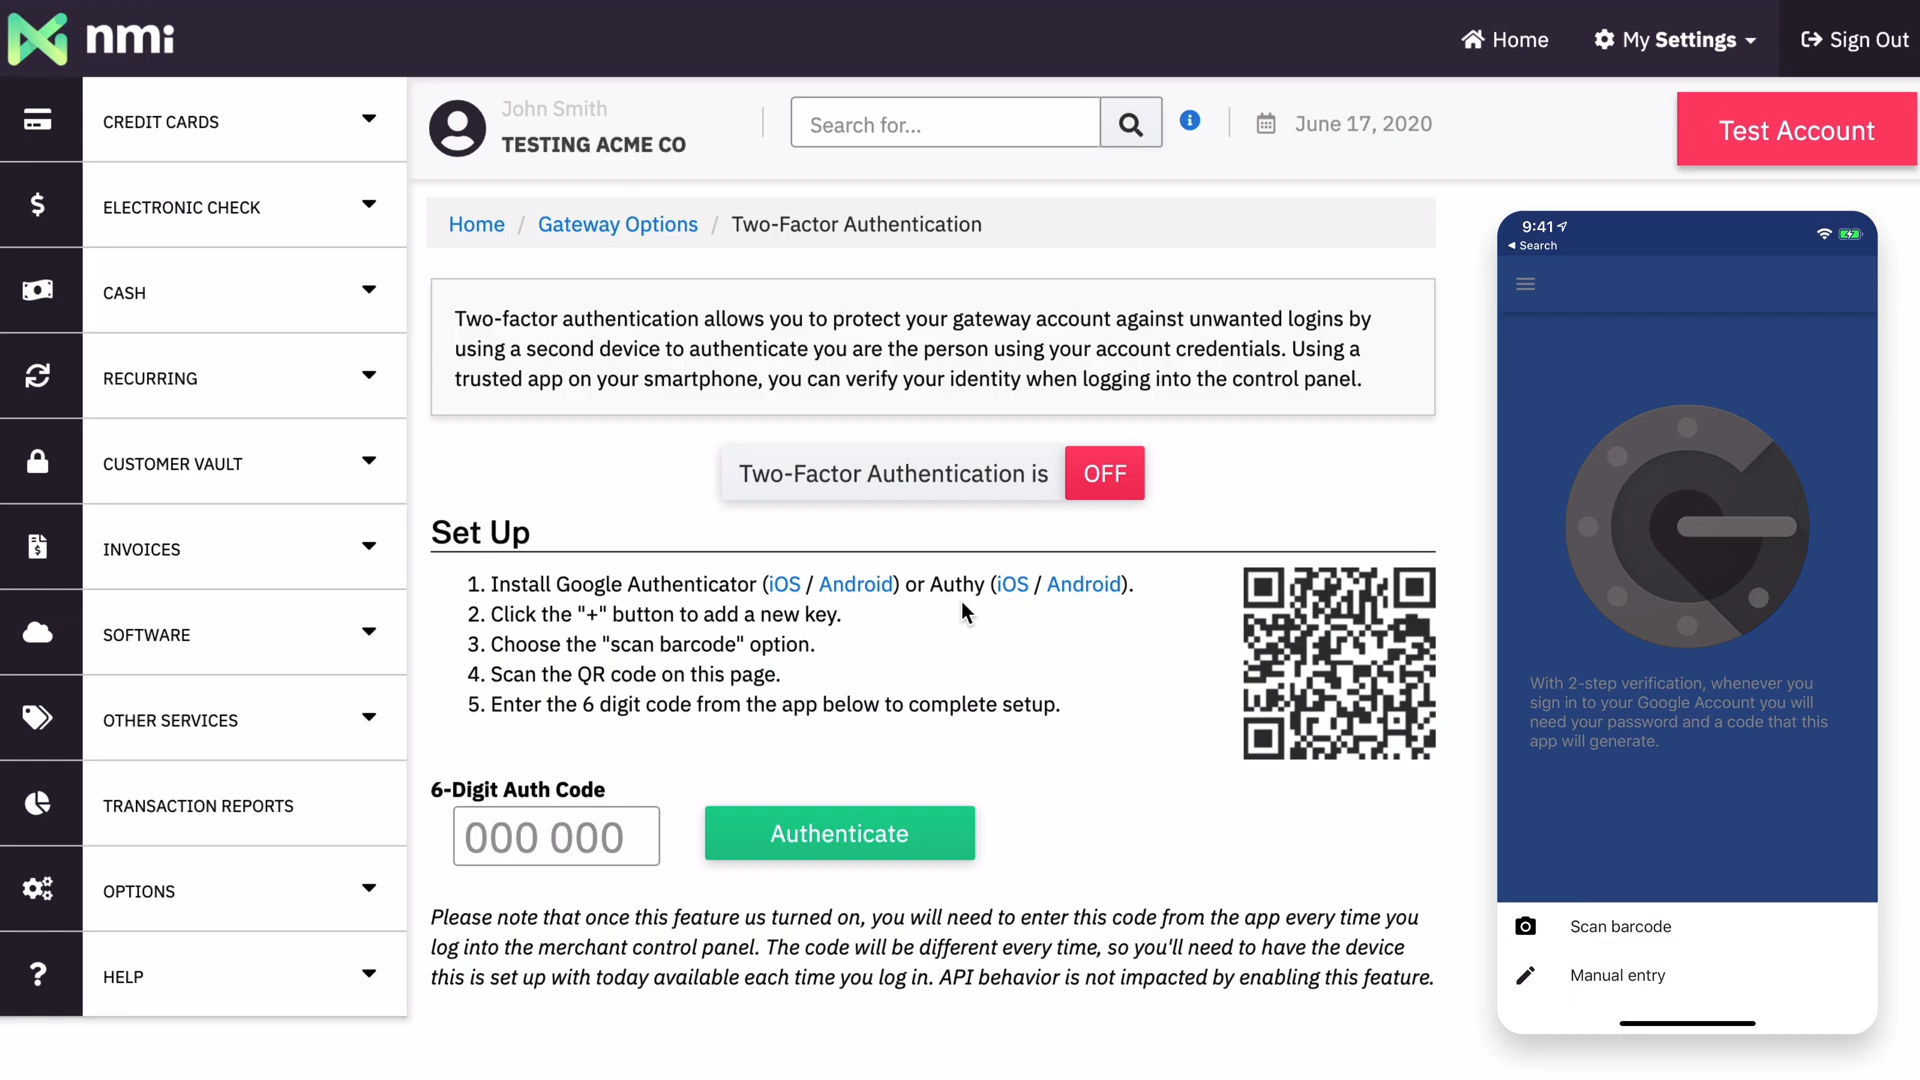 nmi
Home
My Settings
Sign Out
CREDIT CARDS
ELECTRONIC CHECK
CASH
RECURRING
CUSTOMER VAULT
INVOICES
SOFTWARE
OTHER SERVICES
TRANSACTION REPORTS
OPTIONS
HELP
John Smith
TESTING ACME CO
Search for...
June 17, 2020
Test Account
Home / Gateway Options / Two-Factor Authentication
Two-factor authentication allows you to protect your gateway account against unwanted logins by
using a second device to authenticate you are the person using your account credentials. Using a
trusted app on your smartphone, you can verify your identity when logging into the control panel.
Two-Factor Authentication is OFF
Set Up
1. Install Google Authenticator (iOS / Android) or Authy (iOS / Android).
2. Click the "+" button to add a new key.
3. Choose the "scan barcode" option.
4. Scan the QR code on this page.
5. Enter the 6 digit code from the app below to complete setup.
6-Digit Auth Code
000 000
Authenticate
Please note that once this feature us turned on, you will need to enter this code from the app every time you
log into the merchant control panel. The code will be different every time, so you'll need to have the device
this is set up with today available each time you log in. API behavior is not impacted by enabling this feature.
9:41
Search
With 2-step verification, whenever you
sign in to your Google Account you will
need your password and a code that this
app will generate.
Scan barcode
Manual entry